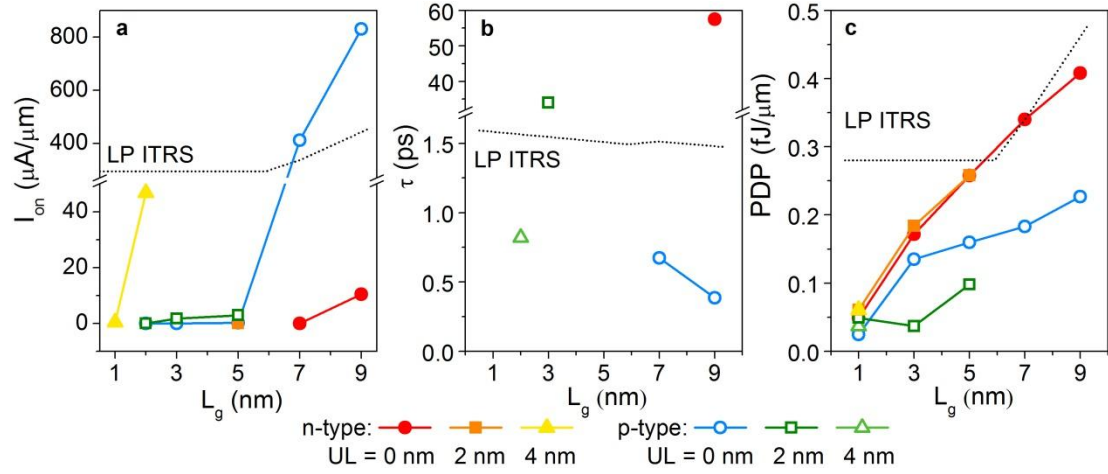 a
I_on (μA/μm)
800
600
400
40
20
0
LP ITRS
1 3 5 7 9
L_g (nm)
b
τ (ps)
60
50
40
30
1.5
1.0
0.5
0.0
LP ITRS
1 3 5 7 9
L_g (nm)
c
PDP (fJ/μm)
0.5
0.4
0.3
0.2
0.1
0.0
LP ITRS
1 3 5 7 9
L_g (nm)
n-type: p-type:
UL = 0 nm 2 nm 4 nm UL = 0 nm 2 nm 4 nm